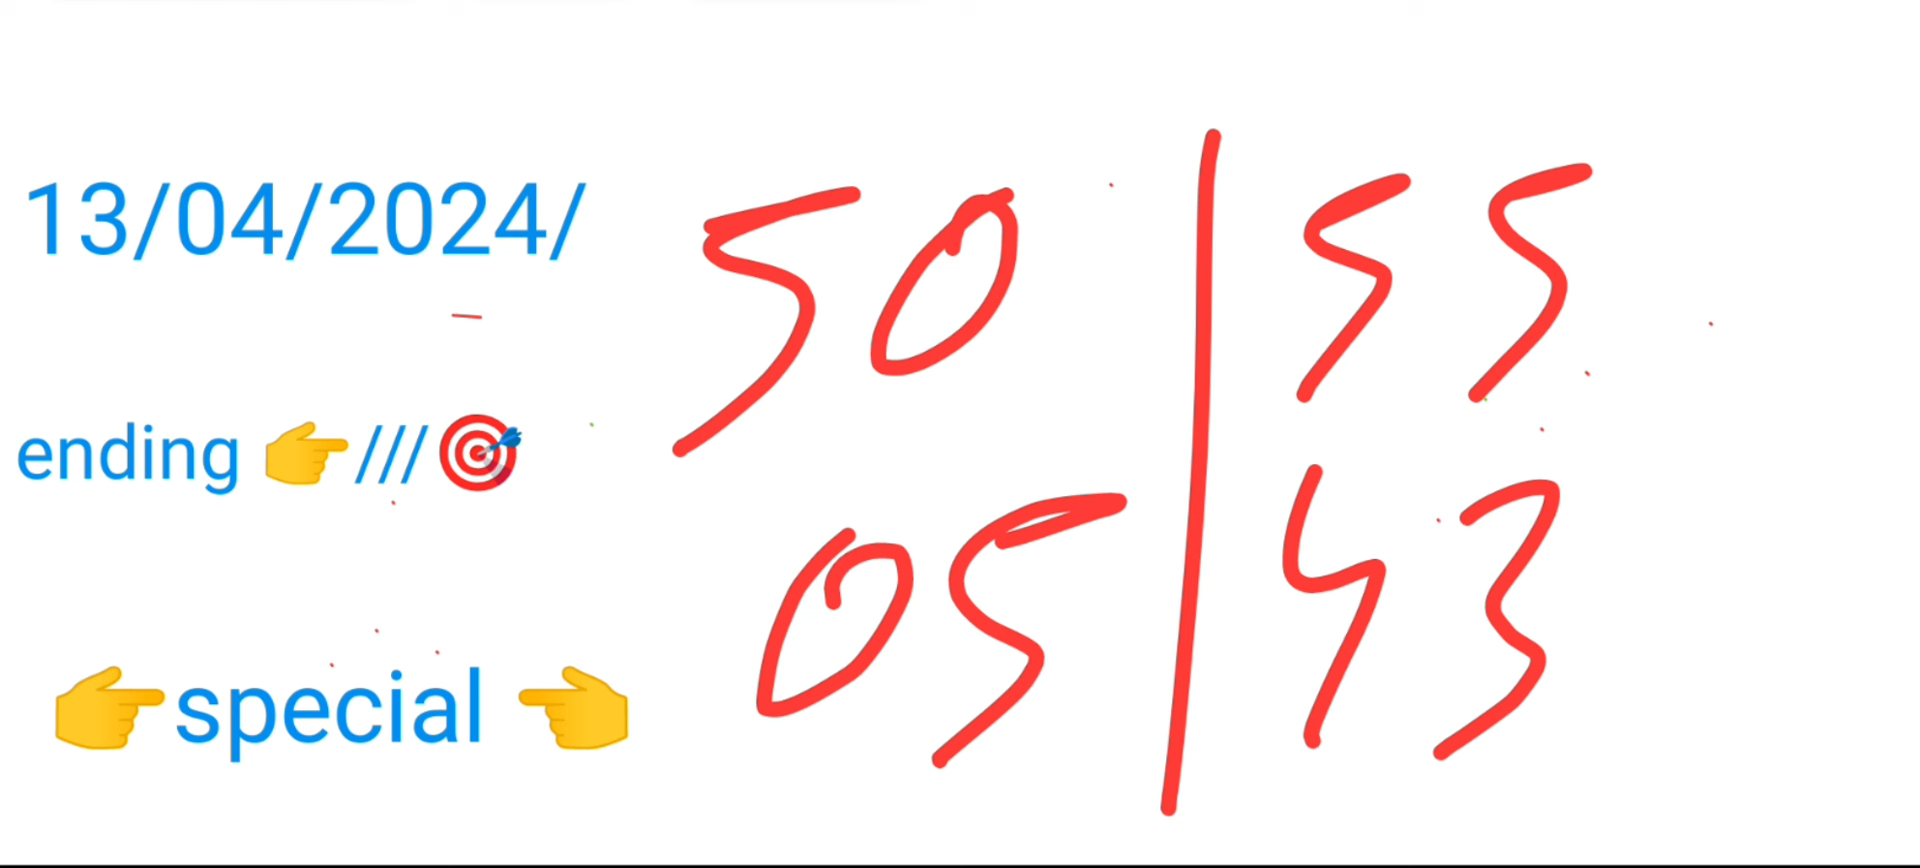 13/04/2024/
50 | 55
ending 👉///🎯
05 | 43
👉special 👈